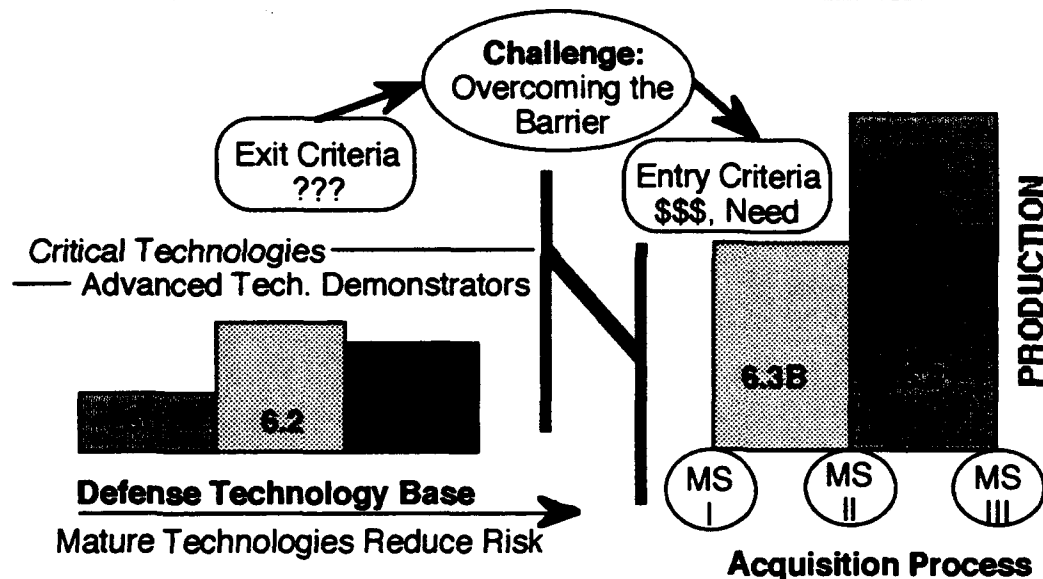 Challenge:
Overcoming the
Barrier
Exit Criteria
???
Entry Criteria
$$$, Need
Critical Technologies
Advanced Tech. Demonstrators
6.2
6.3B
PRODUCTION
Defense Technology Base
Mature Technologies Reduce Risk
MS
I
MS
II
MS
III
Acquisition Process